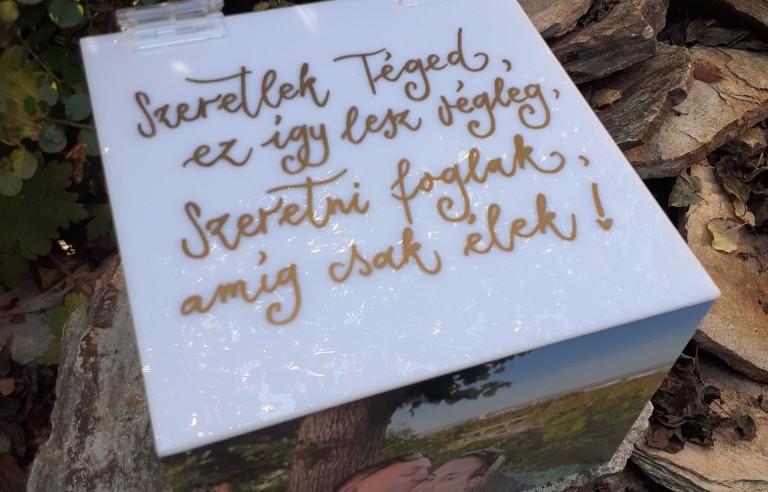 Szeretlek Téged,
ez így lesz végleg.
Szeretni foglak,
amíg csak élek!